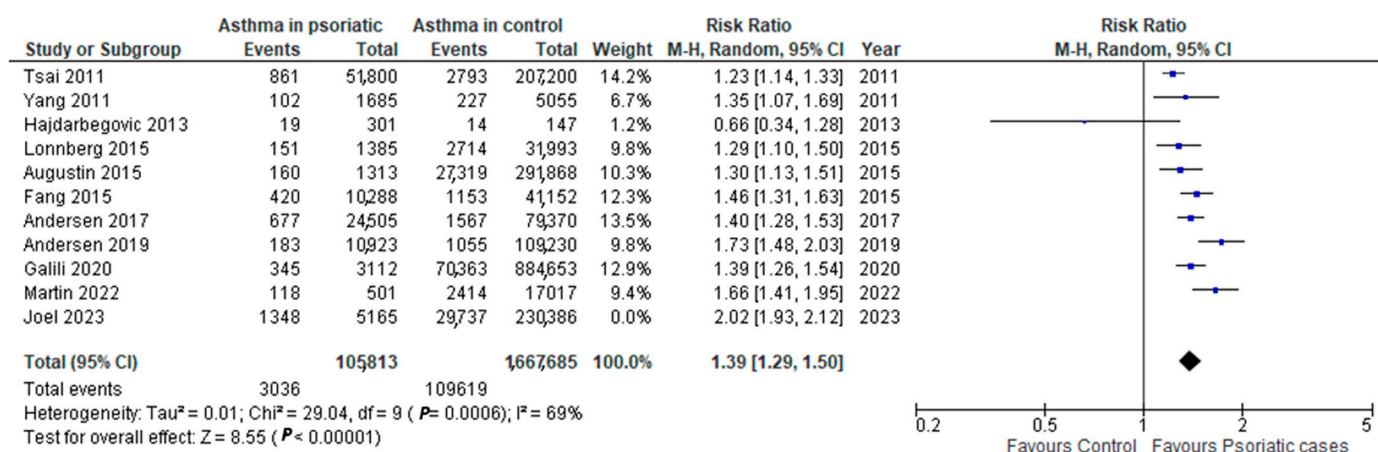 Asthma in psoriatic Asthma in control Risk Ratio Risk Ratio
Study or Subgroup Events Total Events Total Weight M-H, Random, 95% CI Year M-H, Random, 95% CI
Tsai 2011 861 51,800 2793 207,200 14.2% 1.23 [1.14, 1.33] 2011
Yang 2011 102 1685 227 5055 6.7% 1.35 [1.07, 1.69] 2011
Hajdarbegovic 2013 19 301 14 147 1.2% 0.66 [0.34, 1.28] 2013
Lonnberg 2015 151 1385 2714 31,993 9.8% 1.29 [1.10, 1.50] 2015
Augustin 2015 160 1313 27,319 291,868 10.3% 1.30 [1.13, 1.51] 2015
Fang 2015 420 10,288 1153 41,152 12.3% 1.46 [1.31, 1.63] 2015
Andersen 2017 677 24,505 1567 79,370 13.5% 1.40 [1.28, 1.53] 2017
Andersen 2019 183 10,923 1055 109,230 9.8% 1.73 [1.48, 2.03] 2019
Galili 2020 345 3112 70,363 884,653 12.9% 1.39 [1.26, 1.54] 2020
Martin 2022 118 501 2414 17017 9.4% 1.66 [1.41, 1.95] 2022
Joel 2023 1348 5165 29,737 230,386 0.0% 2.02 [1.93, 2.12] 2023
Total (95% CI) 105,813 1,667,685 100.0% 1.39 [1.29, 1.50]
Total events 3036 109619
Heterogeneity: Tau² = 0.01; Chi² = 29.04, df = 9 ( P= 0.0006); I² = 69%
Test for overall effect: Z = 8.55 ( P < 0.00001)
0.2 0.5 1 2 5
Favours Control Favours Psoriatic cases